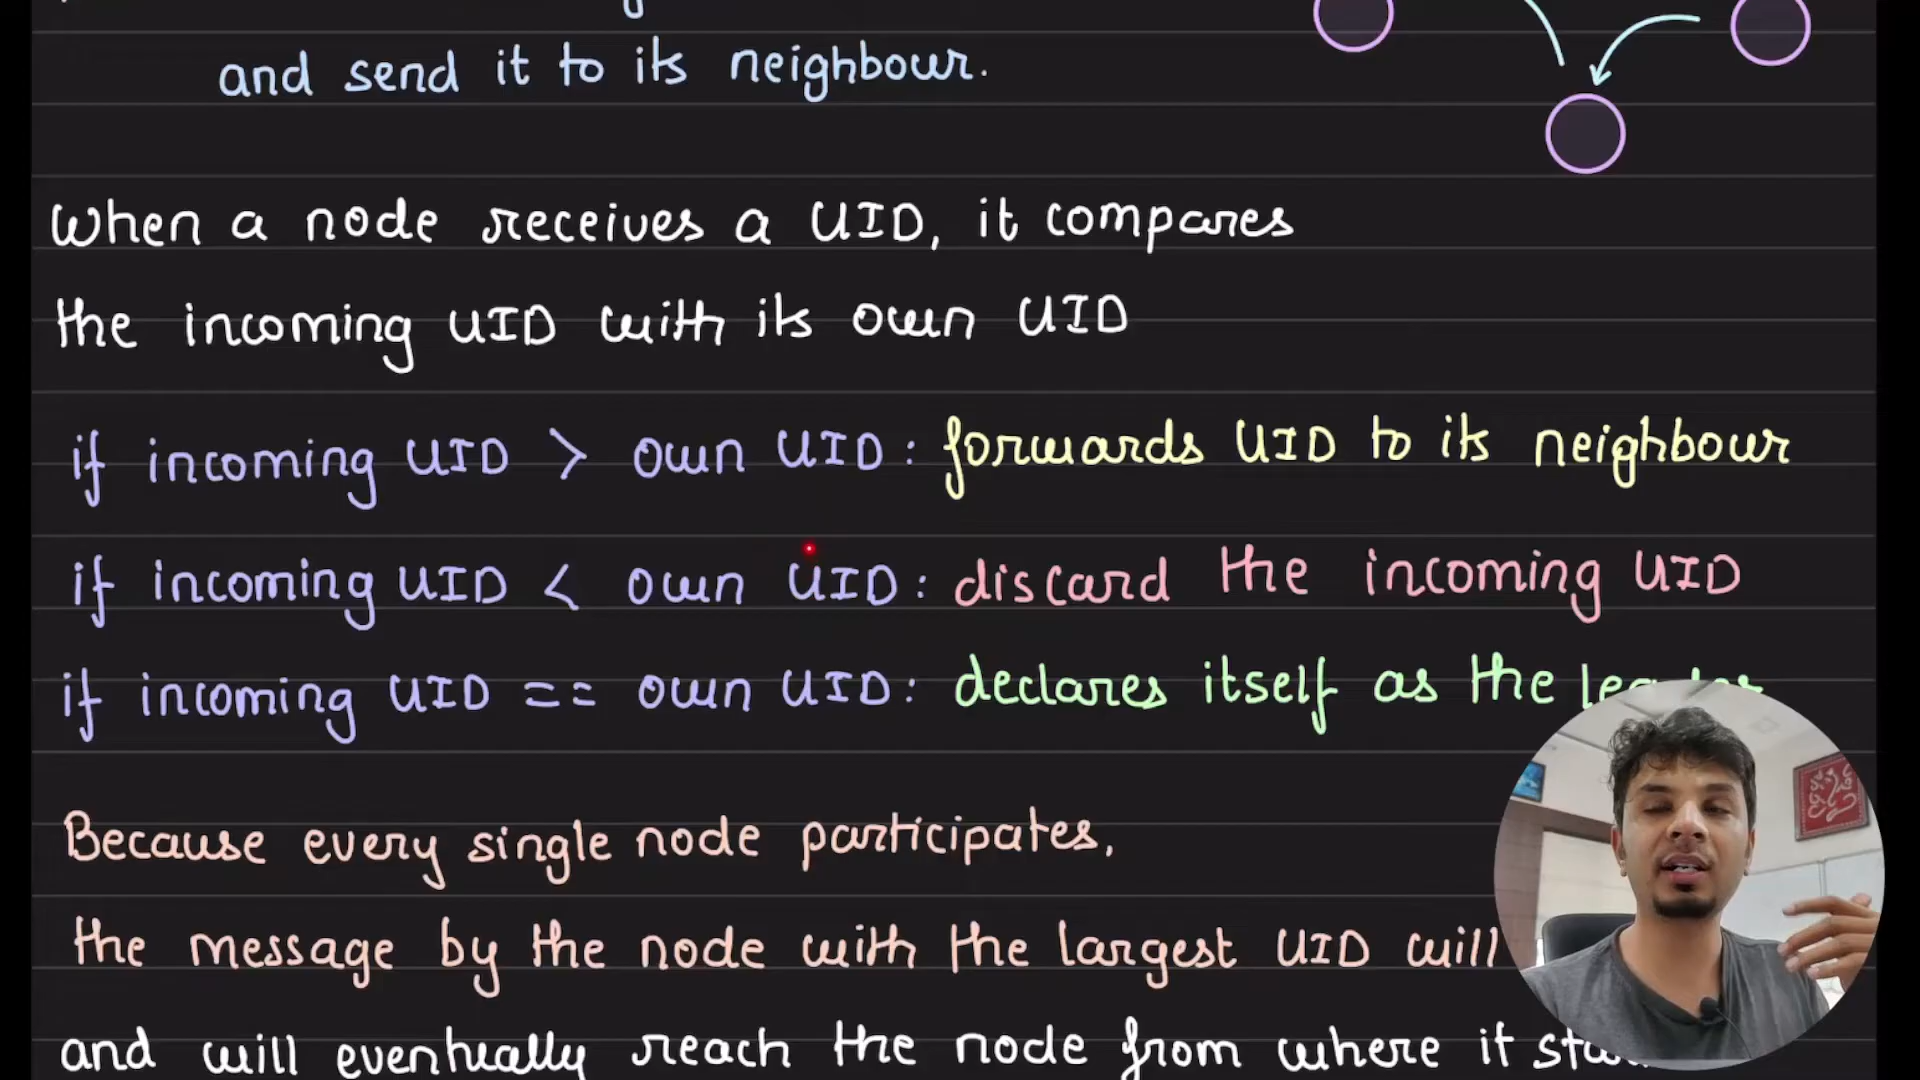 and send it to its neighbour.
When a node receives a UID, it compares
the incoming UID with its own UID
if incoming UID > own UID: forwards UID to its neighbour
if incoming UID < own UID: discard the incoming UID
if incoming UID == own UID: declares itself as the leader
Because every single node participates,
the message by the node with the largest UID will
and will eventually reach the node from where it